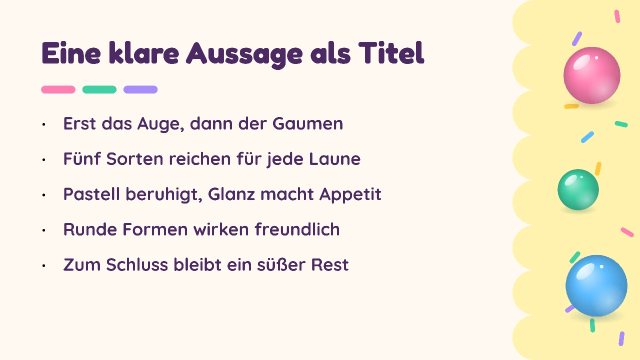 Eine klare Aussage als Titel
· Erst das Auge, dann der Gaumen
· Fünf Sorten reichen für jede Laune
· Pastell beruhigt, Glanz macht Appetit
· Runde Formen wirken freundlich
· Zum Schluss bleibt ein süßer Rest